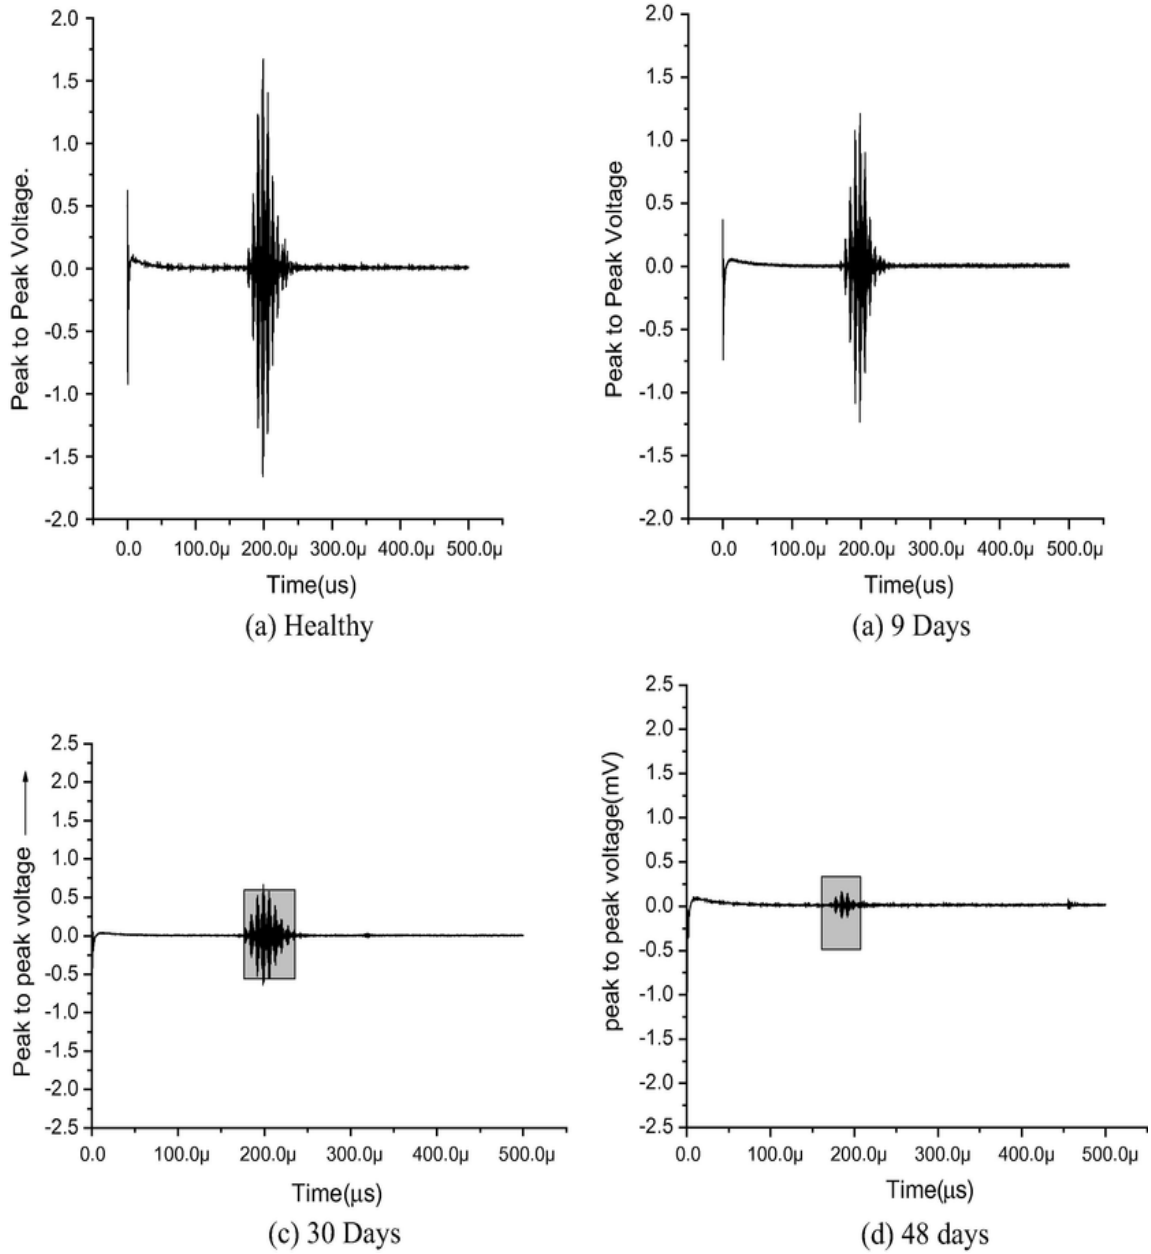 2.0
1.5
1.0
0.5
0.0
-0.5
-1.0
-1.5
-2.0
Peak to Peak Voltage.
0.0 100.0µ 200.0µ 300.0µ 400.0µ 500.0µ
Time(us)
(a) Healthy
2.0
1.5
1.0
0.5
0.0
-0.5
-1.0
-1.5
-2.0
Peak to Peak Voltage
0.0 100.0µ 200.0µ 300.0µ 400.0µ 500.0µ
Time(us)
(a) 9 Days
2.5
2.0
1.5
1.0
0.5
0.0
-0.5
-1.0
-1.5
-2.0
-2.5
Peak to peak voltage
0.0 100.0µ 200.0µ 300.0µ 400.0µ 500.0µ
Time(µs)
(c) 30 Days
2.5
2.0
1.5
1.0
0.5
0.0
-0.5
-1.0
-1.5
-2.0
-2.5
peak to peak voltage(mV)
0.0 100.0µ 200.0µ 300.0µ 400.0µ 500.0µ
Time(µs)
(d) 48 days